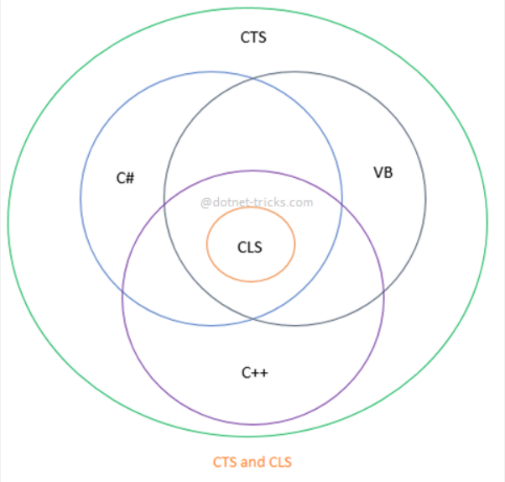 CTS
C#
VB
@dotnet-tricks.com
CLS
C++
CTS and CLS